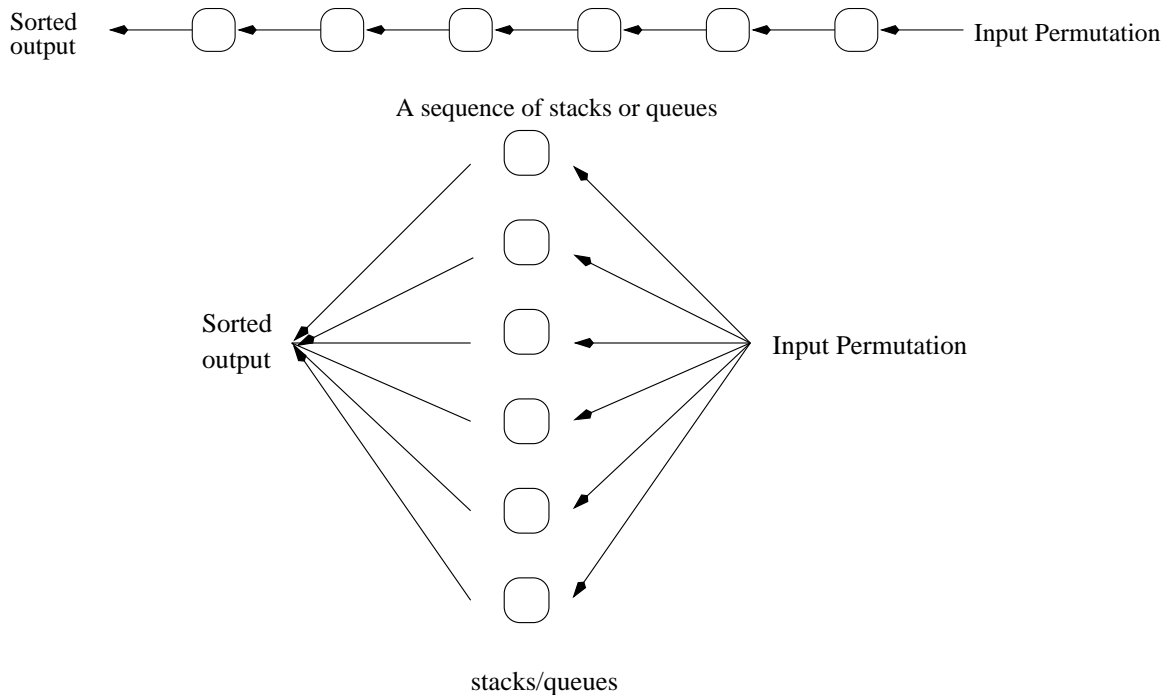 Sorted
output
Input Permutation
A sequence of stacks or queues
Sorted
output
Input Permutation
stacks/queues